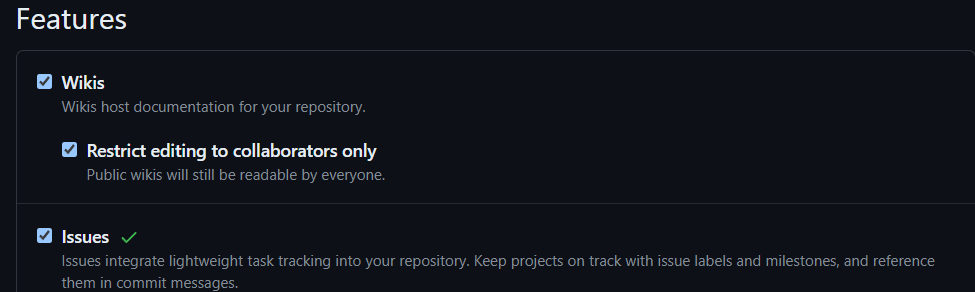 Features
Wikis
Wikis host documentation for your repository.
Restrict editing to collaborators only
Public wikis will still be readable by everyone.
Issues
Issues integrate lightweight task tracking into your repository. Keep projects on track with issue labels and milestones, and reference
them in commit messages.